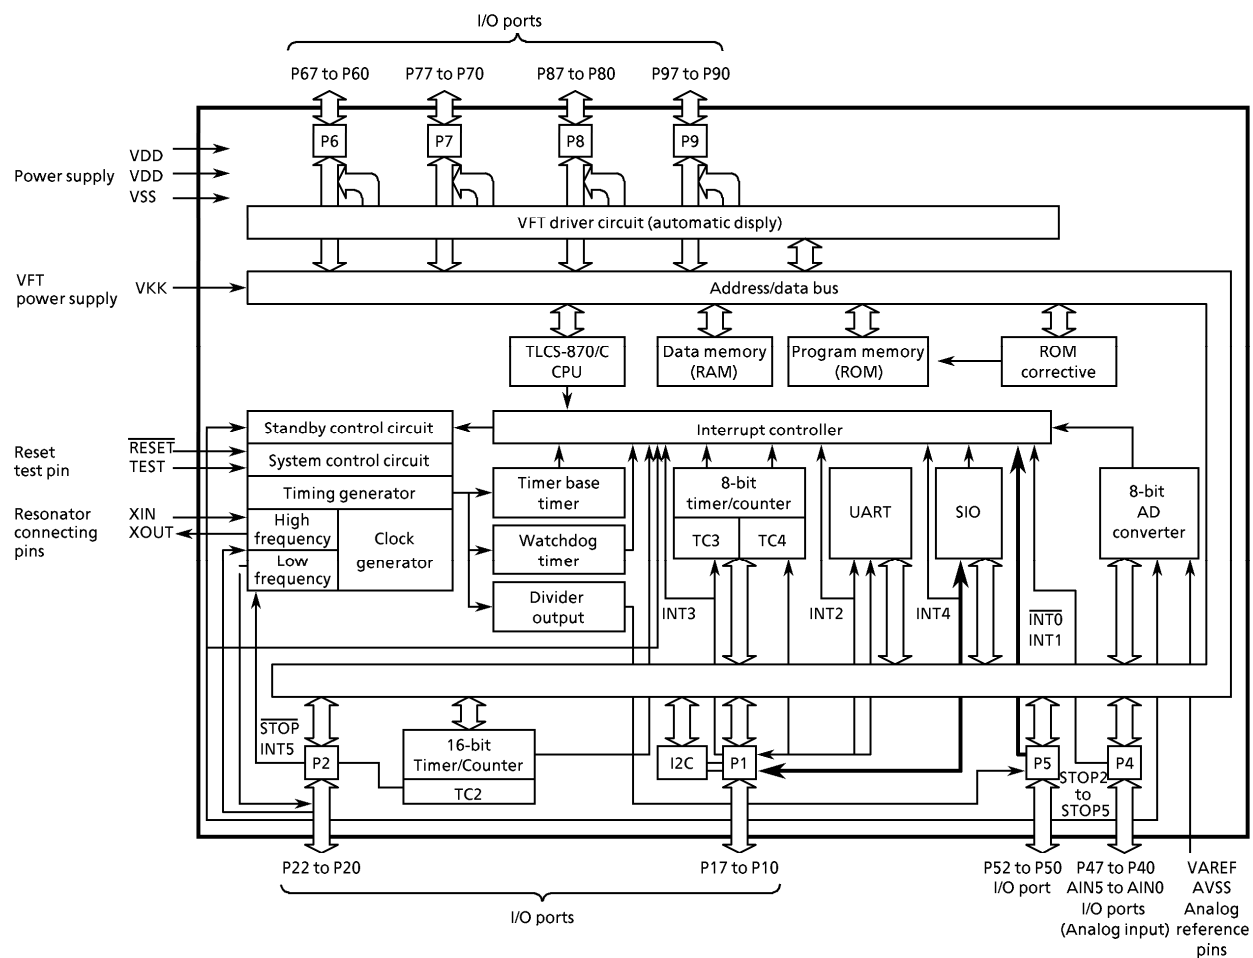 I/O ports
P67 to P60
P77 to P70
P87 to P80
P97 to P90
P6
P7
P8
P9
Power supply
VDD
VDD
VSS
VFT driver circuit (automatic disply)
VFT
power supply
VKK
Address/data bus
TLCS-870/C
CPU
Data memory
(RAM)
Program memory
(ROM)
ROM
corrective
Reset
test pin
RESET
TEST
Standby control circuit
Interrupt controller
System control circuit
Timing generator
Resonator
connecting
pins
XIN
XOUT
High
frequency
Low
frequency
Clock
generator
Timer base
timer
Watchdog
timer
Divider
output
8-bit
timer/counter
TC3
TC4
UART
SIO
8-bit
AD
converter
INT3
INT2
INT4
INT0
INT1
STOP
INT5
P2
16-bit
Timer/Counter
TC2
I2C
P1
P5
STOP2
to
STOP5
P4
P22 to P20
P17 to P10
I/O ports
P52 to P50
I/O port
P47 to P40
AIN5 to AIN0
I/O ports
(Analog input)
VAREF
AVSS
Analog
reference
pins